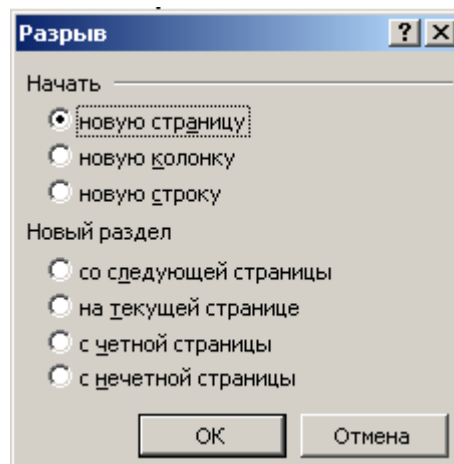 Разрыв
Начать
новую страницу
новую колонку
новую строку
Новый раздел
со следующей страницы
на текущей странице
с четной страницы
с нечетной страницы
ОК Отмена